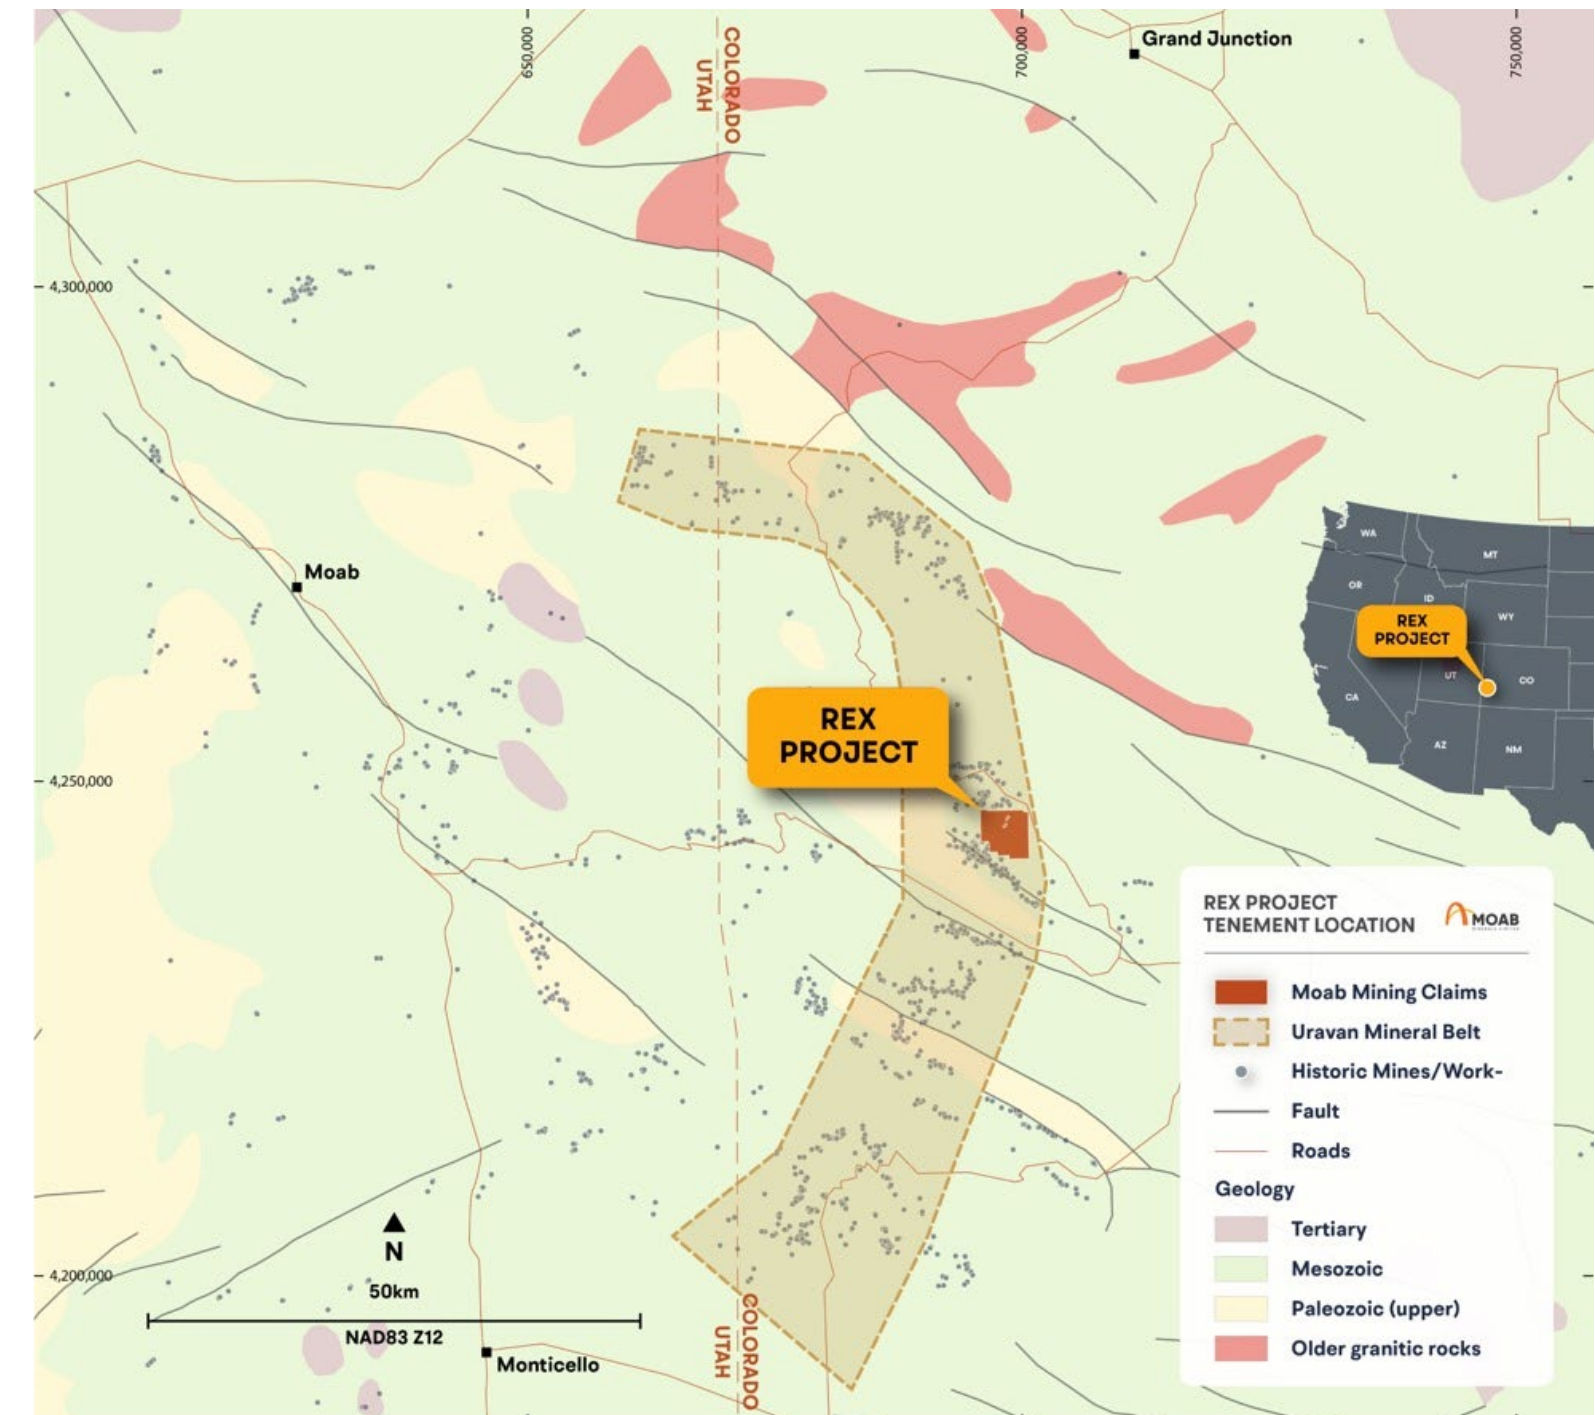 650,000
700,000
750,000
COLORADO
UTAH
Grand Junction
4,300,000
Moab
WA
MT
OR
ID
WY
REX
PROJECT
UT
CO
CA
AZ
NM
REX
PROJECT
4,250,000
REX PROJECT
TENEMENT LOCATION
MOAB
Moab Mining Claims
Uravan Mineral Belt
Historic Mines/Work-
Fault
Roads
Geology
Tertiary
Mesozoic
Paleozoic (upper)
Older granitic rocks
N
4,200,000
50km
NAD83 Z12
Monticello
COLORADO
UTAH